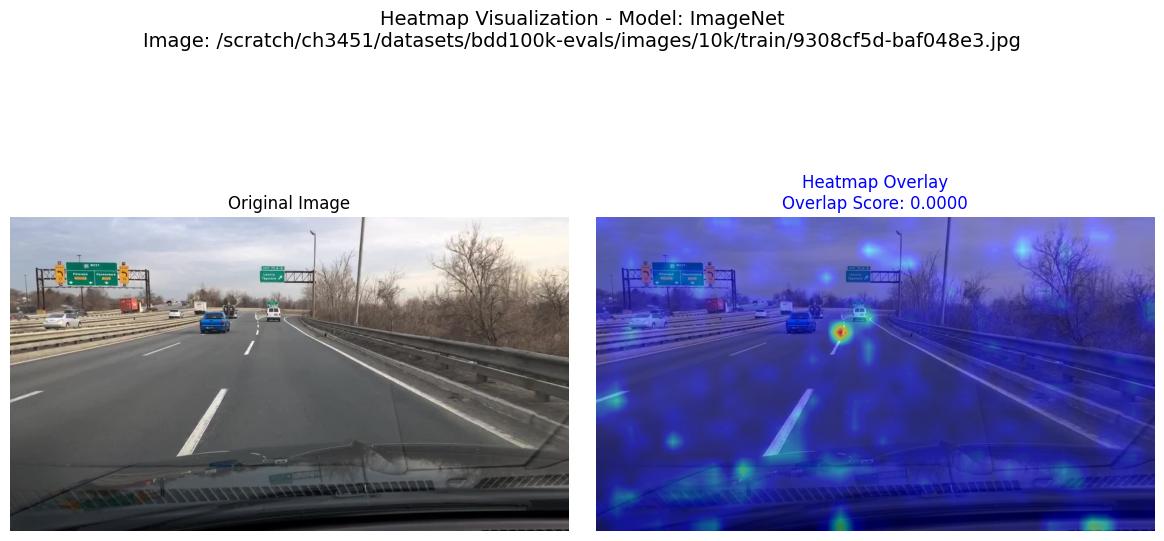 Heatmap Visualization - Model: ImageNet
Image: /scratch/ch3451/datasets/bdd100k-evals/images/10k/train/9308cf5d-baf048e3.jpg
Original Image
Heatmap Overlay
Overlap Score: 0.0000
WEST